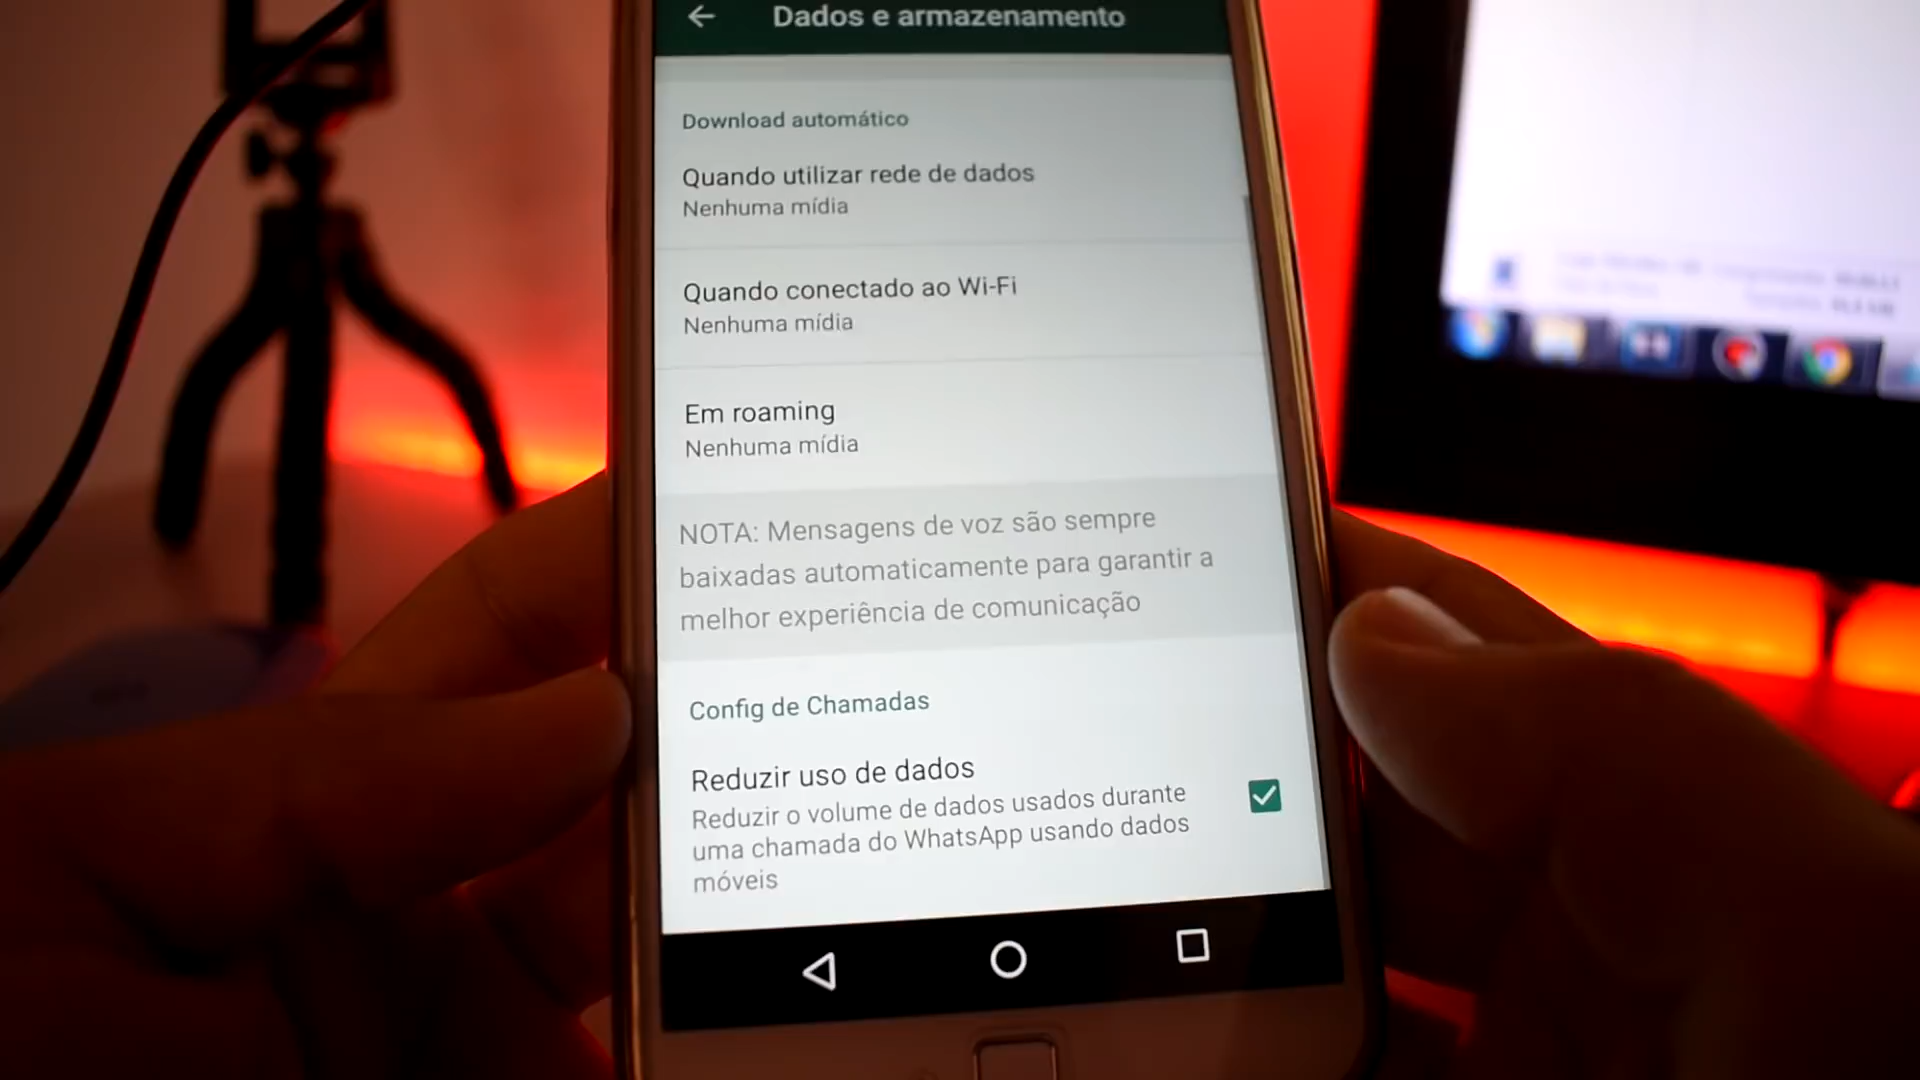 Dados e armazenamento
Download automático
Quando utilizar rede de dados
Nenhuma mídia
Quando conectado ao Wi-Fi
Nenhuma mídia
Em roaming
Nenhuma mídia
NOTA: Mensagens de voz são sempre
baixadas automaticamente para garantir a
melhor experiência de comunicação
Config de Chamadas
Reduzir uso de dados
Reduzir o volume de dados usados durante
uma chamada do WhatsApp usando dados
móveis